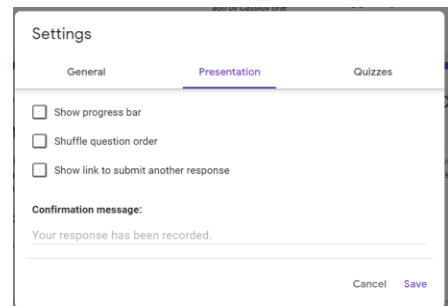 Settings
General Presentation Quizzes
Show progress bar
Shuffle question order
Show link to submit another response
Confirmation message:
Your response has been recorded.
Cancel Save